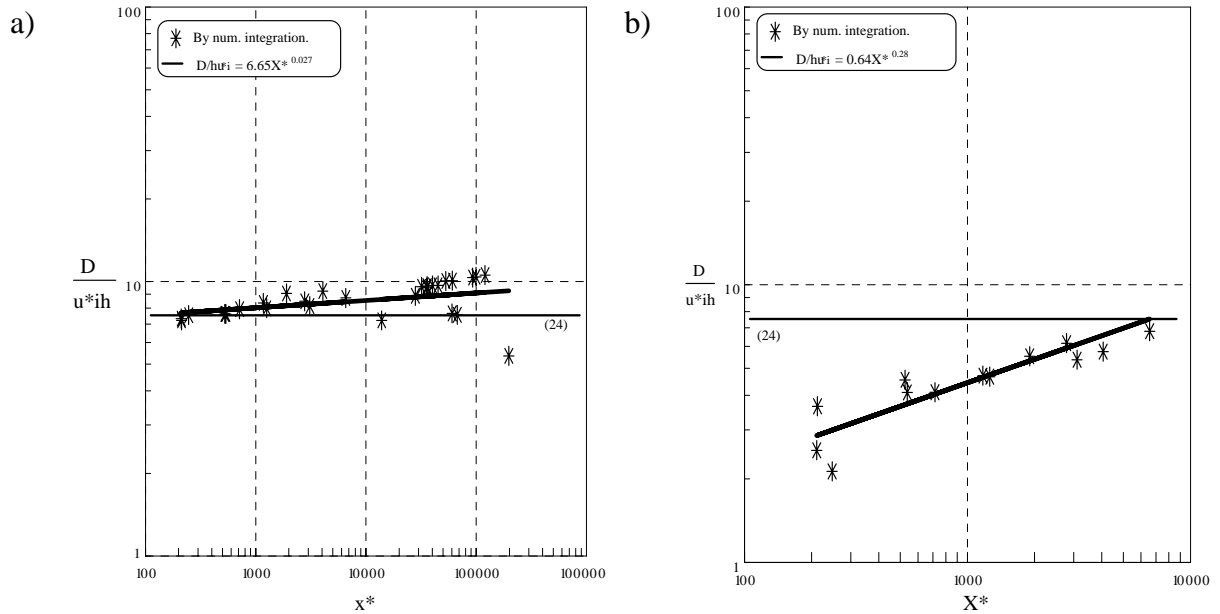 a)
100
By num. integration.
D/hu*i = 6.65X* 0.027
D
u*ih
10
(24)
1
100
1000
10000
100000
100000
x*
b)
100
By num. integration.
D/hu*i = 0.64X* 0.28
D
u*ih
10
(24)
1
100
1000
10000
X*